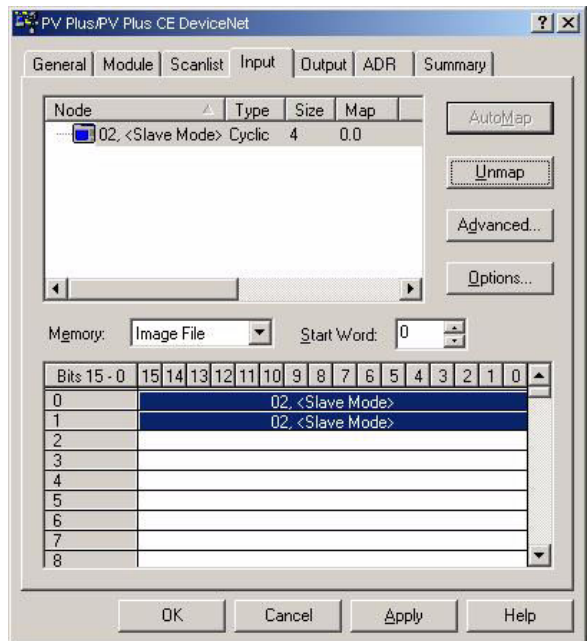 PV Plus/PV Plus CE DeviceNet ? x
General Module Scanlist Input Output ADR Summary
Node Type Size Map
02, <Slave Mode> Cyclic 4 0.0
AutoMap
Unmap
Advanced...
Options...
Memory: Image File Start Word: 0
Bits 15 - 0 15 14 13 12 11 10 9 8 7 6 5 4 3 2 1 0
0 02, <Slave Mode>
1 02, <Slave Mode>
2
3
4
5
6
7
8
OK Cancel Apply Help